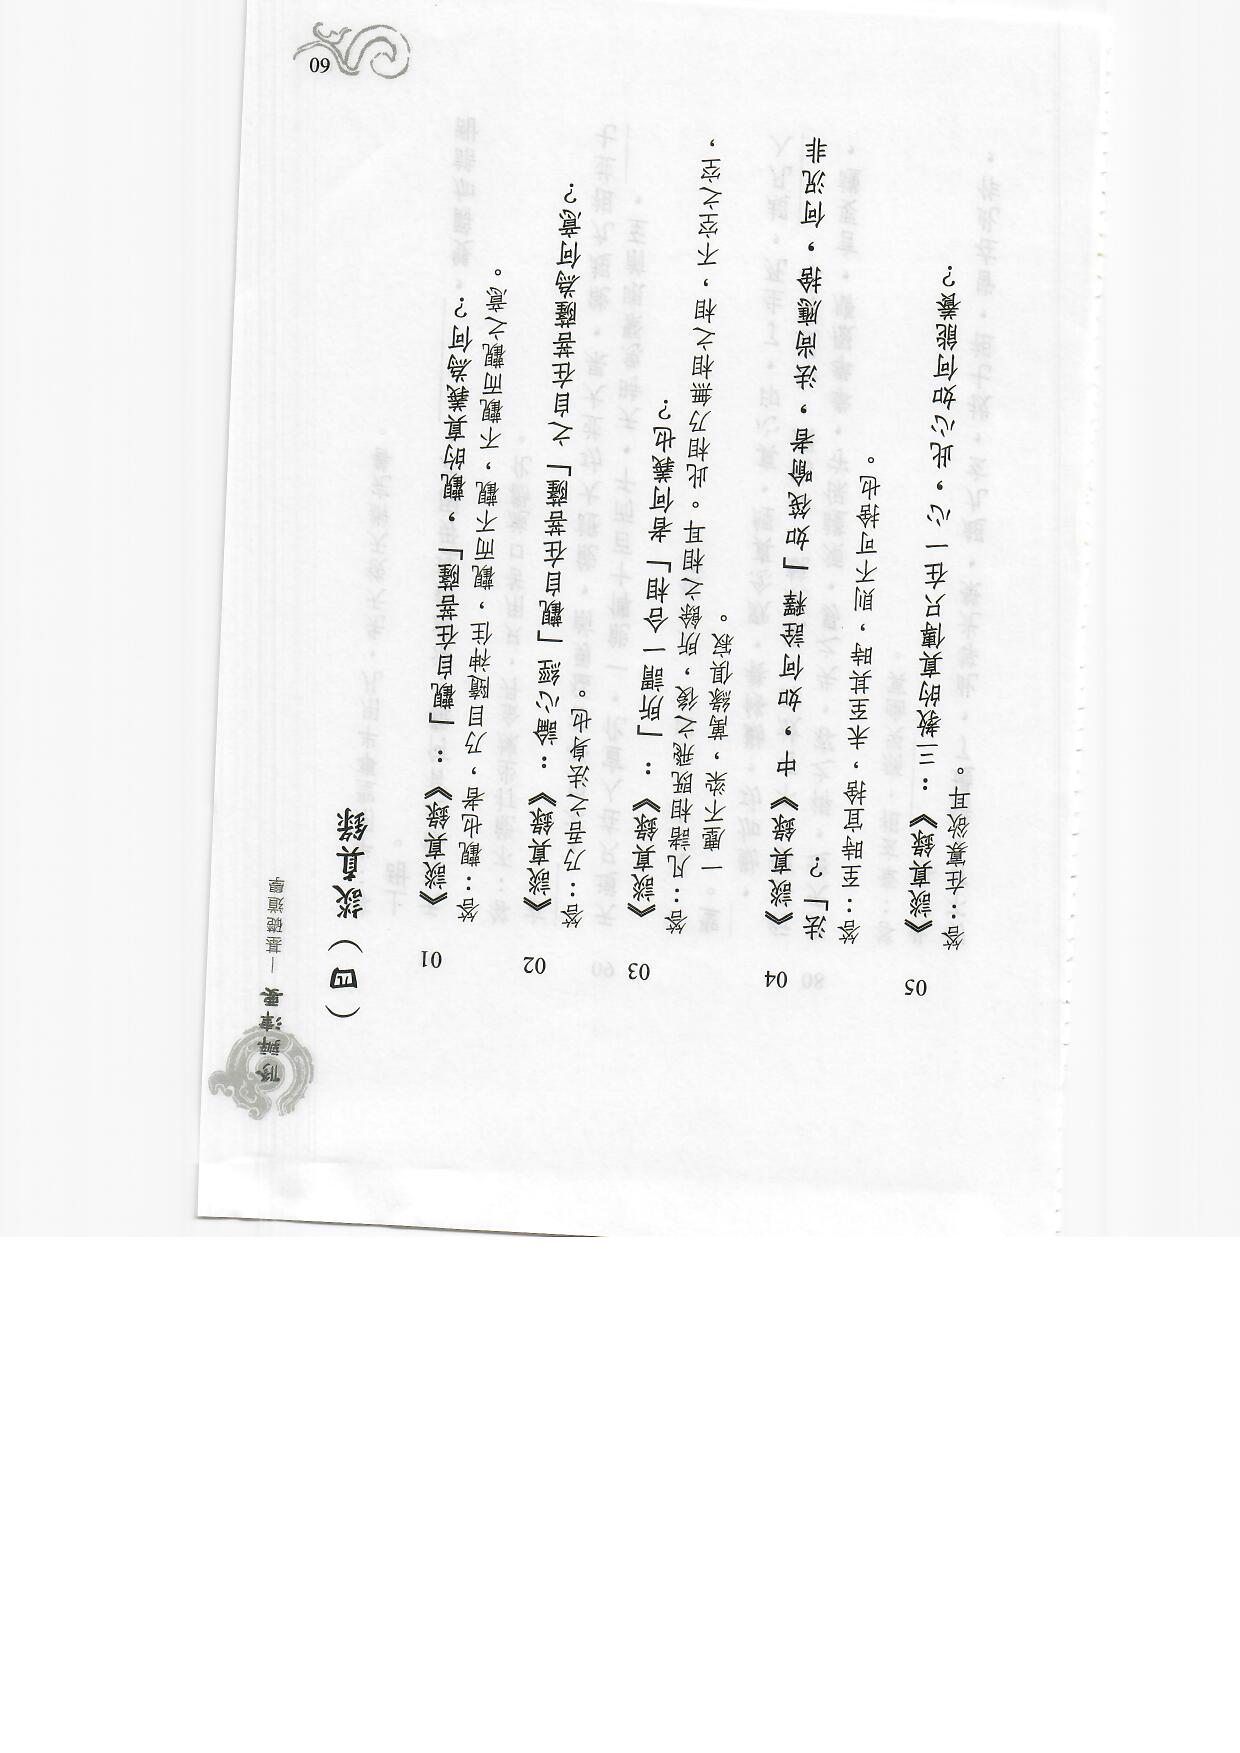 修辦津要
—基礎道學
（四）談真錄
01
《談真錄》：「觀自在菩薩」，觀的真義為何？
答：觀也者，乃目隨神住，觀而不觀，不觀而觀之意。
02
《談真錄》：論心經「觀自在菩薩」之自在菩薩為何意？
答：乃吾之法身也。
03
《談真錄》：「所謂一合相」者何義也？
答：凡諸相既飛之後，所餘之相耳。此相乃無相之相，不空之空，
一塵不染，萬緣俱寂。
04
《談真錄》中，如何詮釋「如筏喻者，法尚應捨，何況非
法」？
答：至時宜捨，未至其時，則不可捨也。
05
《談真錄》：三教的真傳只在一心，此心如何能養？
答：在寡欲耳。
60